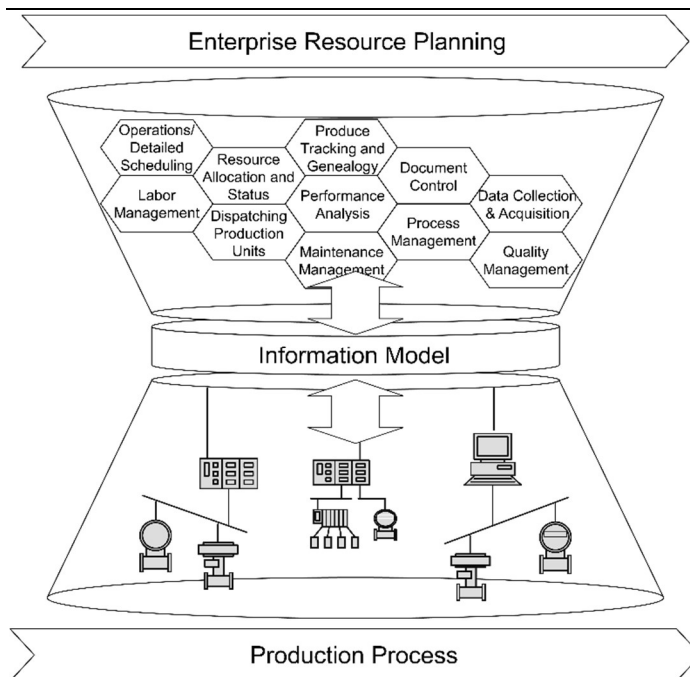 Enterprise Resource Planning
Operations/
Detailed
Scheduling
Resource
Allocation and
Status
Produce
Tracking and
Genealogy
Document
Control
Labor
Management
Performance
Analysis
Data Collection
& Acquisition
Dispatching
Production
Units
Process
Management
Maintenance
Management
Quality
Management
Information Model
Production Process